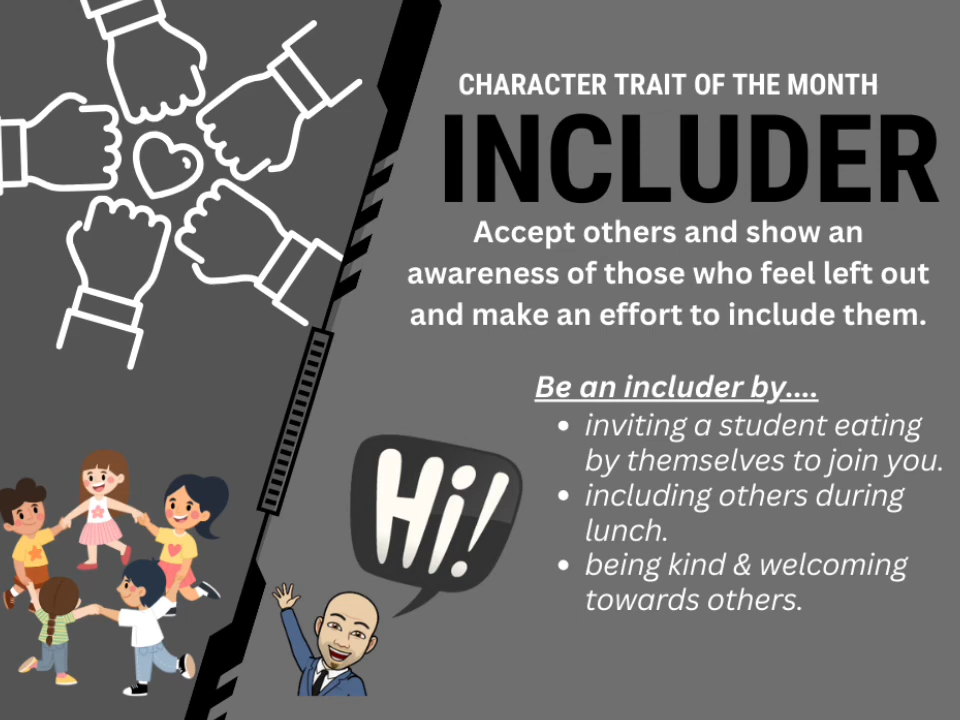 CHARACTER TRAIT OF THE MONTH
INCLUDER
Accept others and show an
awareness of those who feel left out
and make an effort to include them.
Be an includer by....
• inviting a student eating
by themselves to join you.
• including others during
lunch.
• being kind & welcoming
towards others.
Hi!